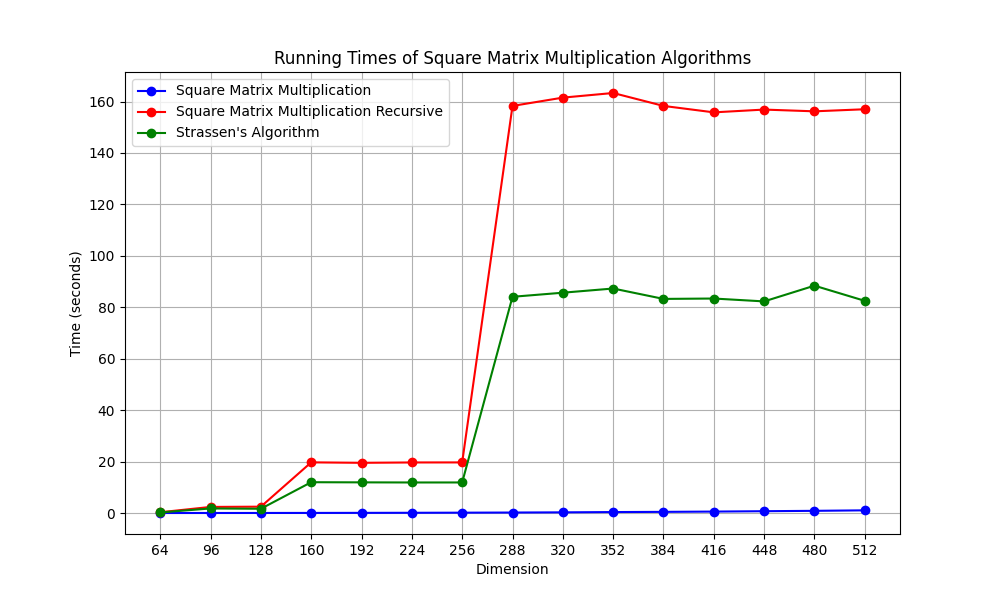 Running Times of Square Matrix Multiplication Algorithms
Square Matrix Multiplication
Square Matrix Multiplication Recursive
Strassen's Algorithm
160
140
120
100
80
60
40
20
0
Time (seconds)
64 96 128 160 192 224 256 288 320 352 384 416 448 480 512
Dimension